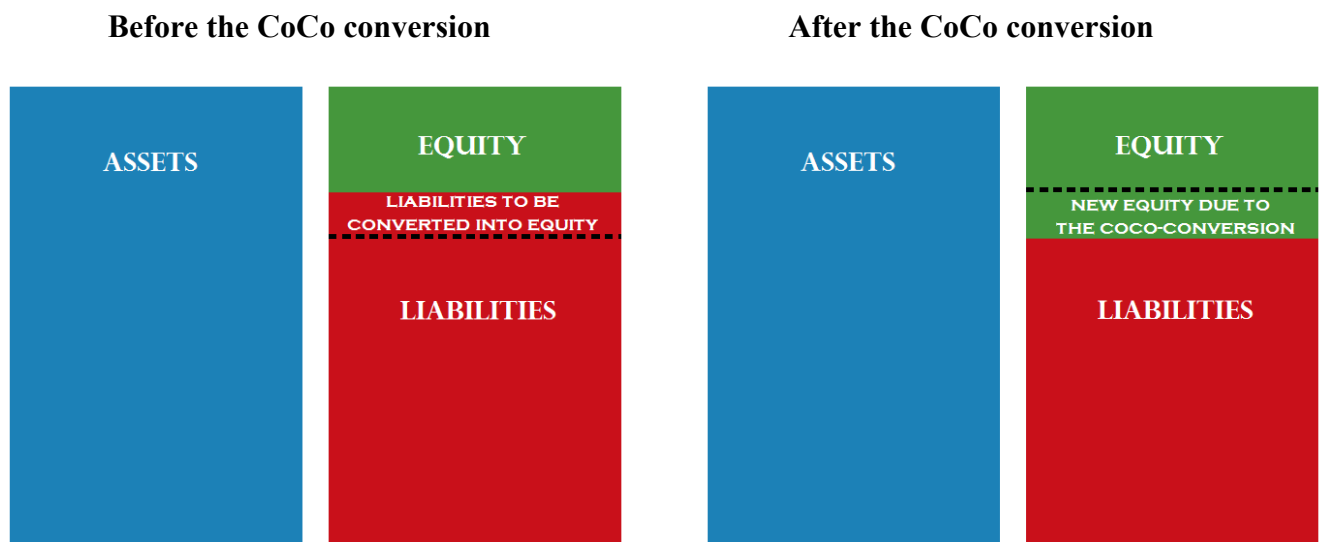 Before the CoCo conversion
After the CoCo conversion
ASSETS
EQUITY
LIABILITIES TO BE
CONVERTED INTO EQUITY
LIABILITIES
ASSETS
EQUITY
NEW EQUITY DUE TO
THE COCO-CONVERSION
LIABILITIES